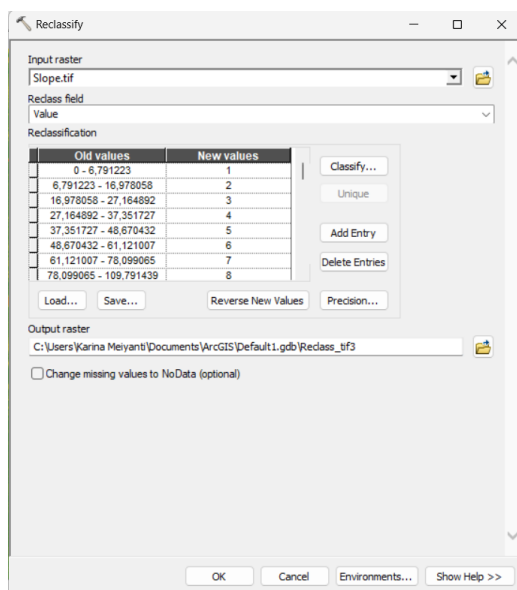 Reclassify
Input raster
Slope.tif
Reclass field
Value
Reclassification
Old values New values
0 - 6,791223 1
6,791223 - 16,978058 2
16,978058 - 27,164892 3
27,164892 - 37,351727 4
37,351727 - 48,670432 5
48,670432 - 61,121007 6
61,121007 - 78,099065 7
78,099065 - 109,791439 8
Classify...
Unique
Add Entry
Delete Entries
Load... Save... Reverse New Values Precision...
Output raster
C:\Users\Karina Meiyanti\Documents\ArcGIS\Default1.gdb\Reclass_tif3
Change missing values to NoData (optional)
OK Cancel Environments... Show Help >>